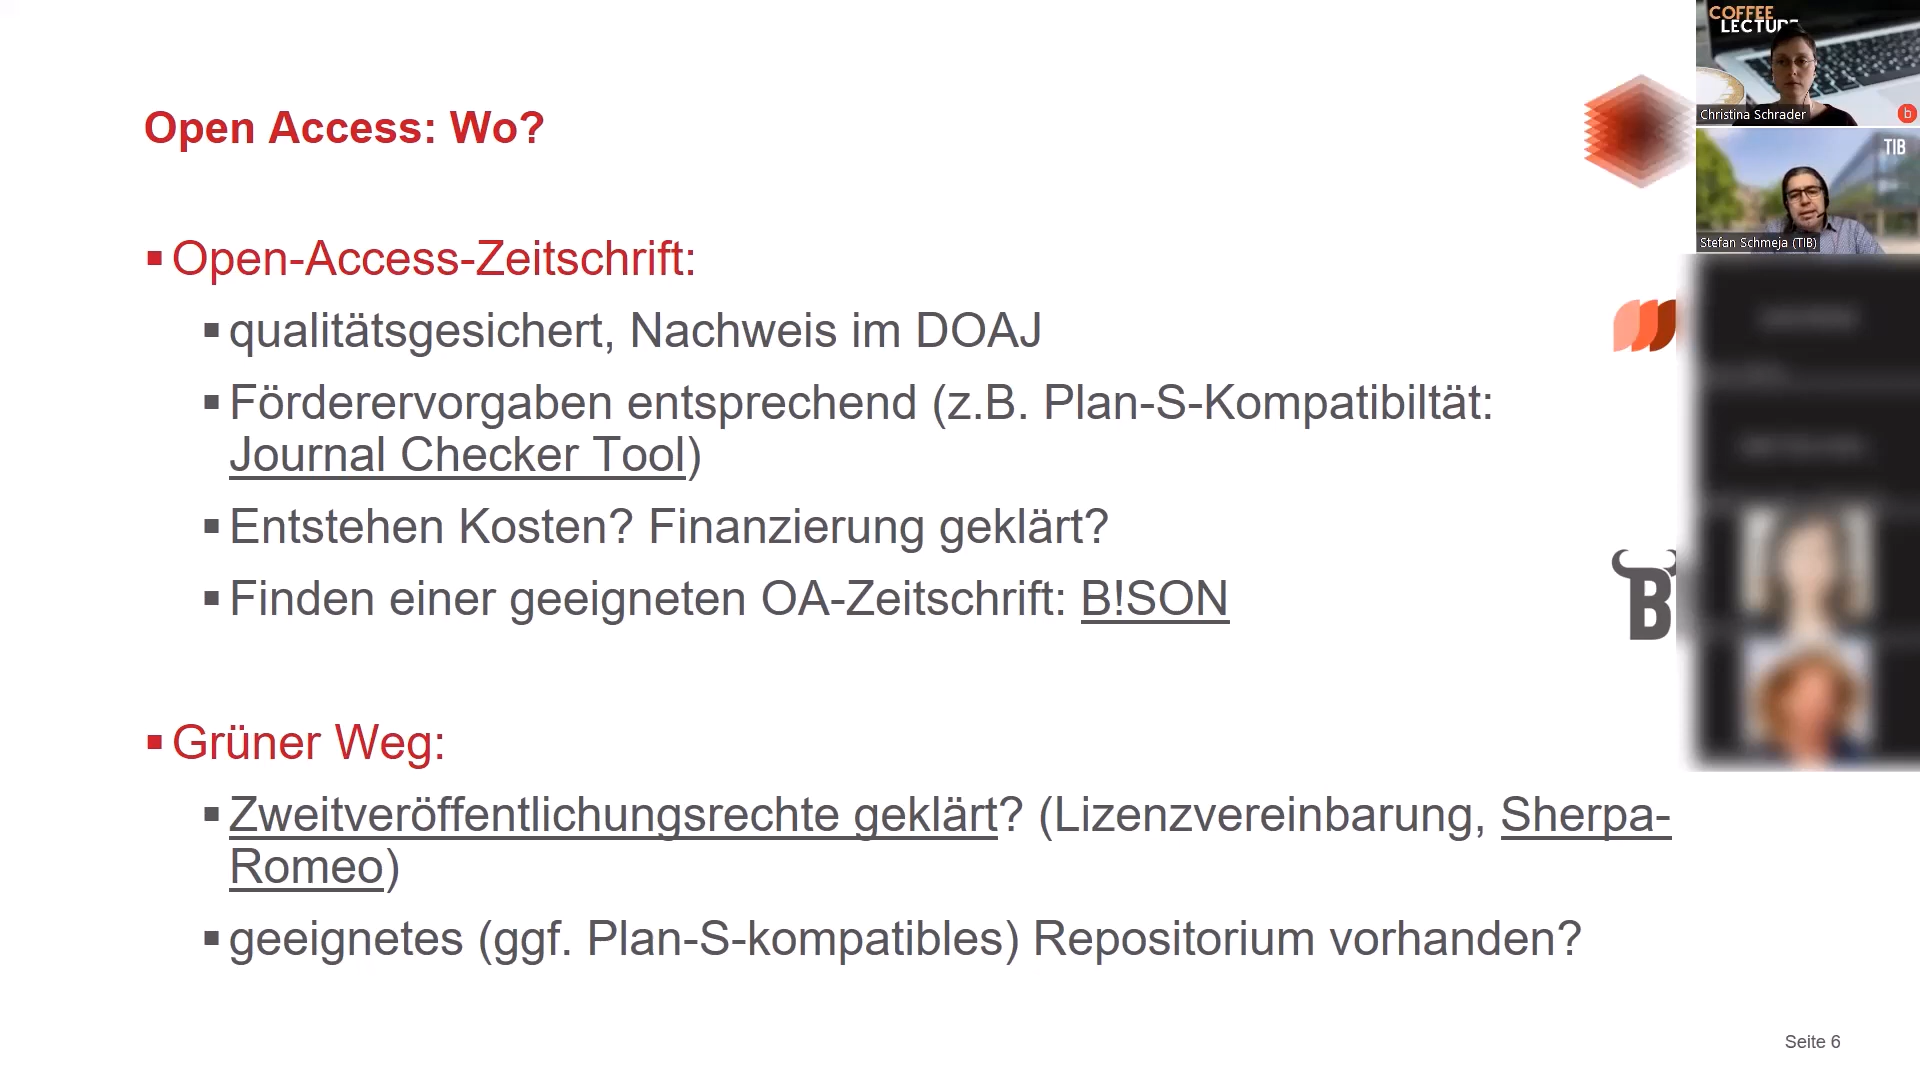 Open Access: Wo?
Open-Access-Zeitschrift:
qualitätsgesichert, Nachweis im DOAJ
Förderervorgaben entsprechend (z.B. Plan-S-Kompatibiltät:
Journal Checker Tool)
Entstehen Kosten? Finanzierung geklärt?
Finden einer geeigneten OA-Zeitschrift: B!SON
Grüner Weg:
Zweitveröffentlichungsrechte geklärt? (Lizenzvereinbarung, Sherpa-
Romeo)
geeignetes (ggf. Plan-S-kompatibles) Repositorium vorhanden?
Seite 6
COFFEE
LECTURE
Christina Schrader
b
TIB
Stefan Schmeja (TIB)
B